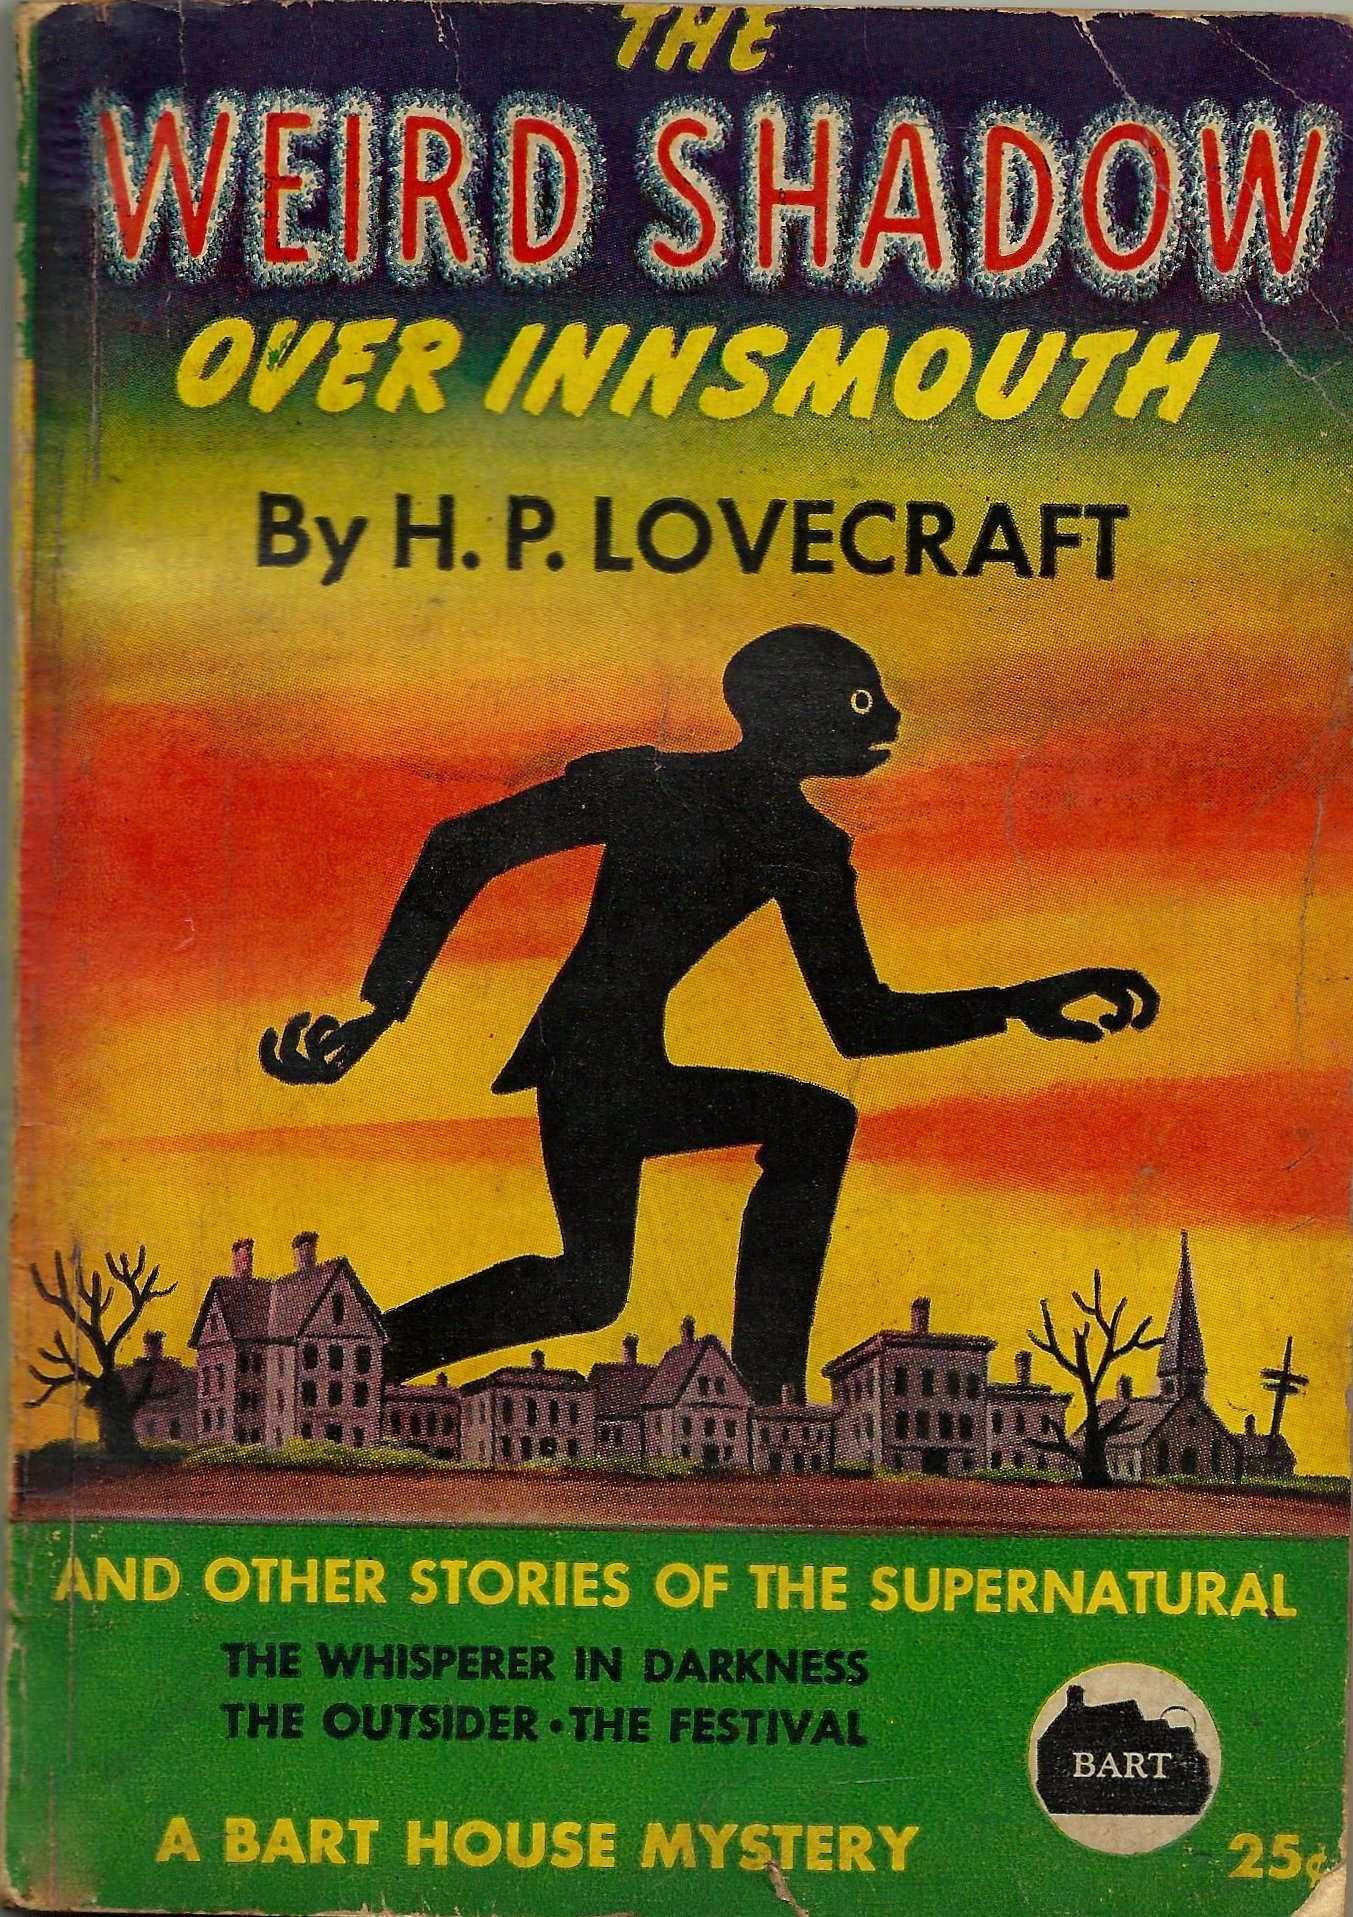 THE
WEIRD SHADOW
OVER INNSMOUTH
By H. P. LOVECRAFT
AND OTHER STORIES OF THE SUPERNATURAL
THE WHISPERER IN DARKNESS
THE OUTSIDER • THE FESTIVAL
BART
A BART HOUSE MYSTERY
25¢